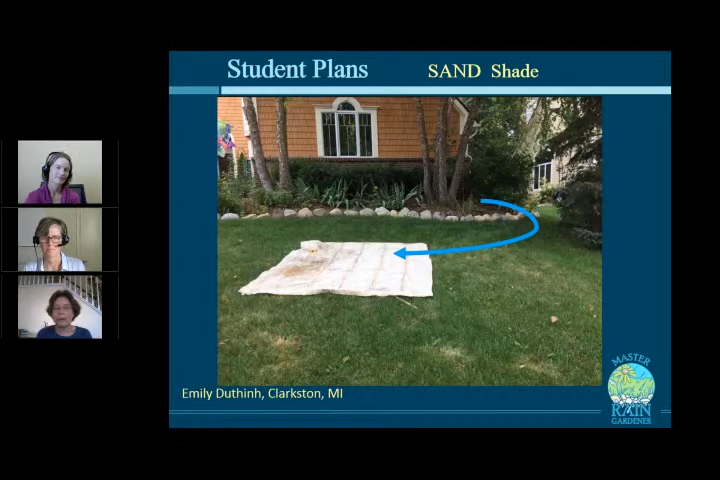 Student Plans SAND Shade
Emily Duthinh, Clarkston, MI
MASTER
RAIN
GARDENER